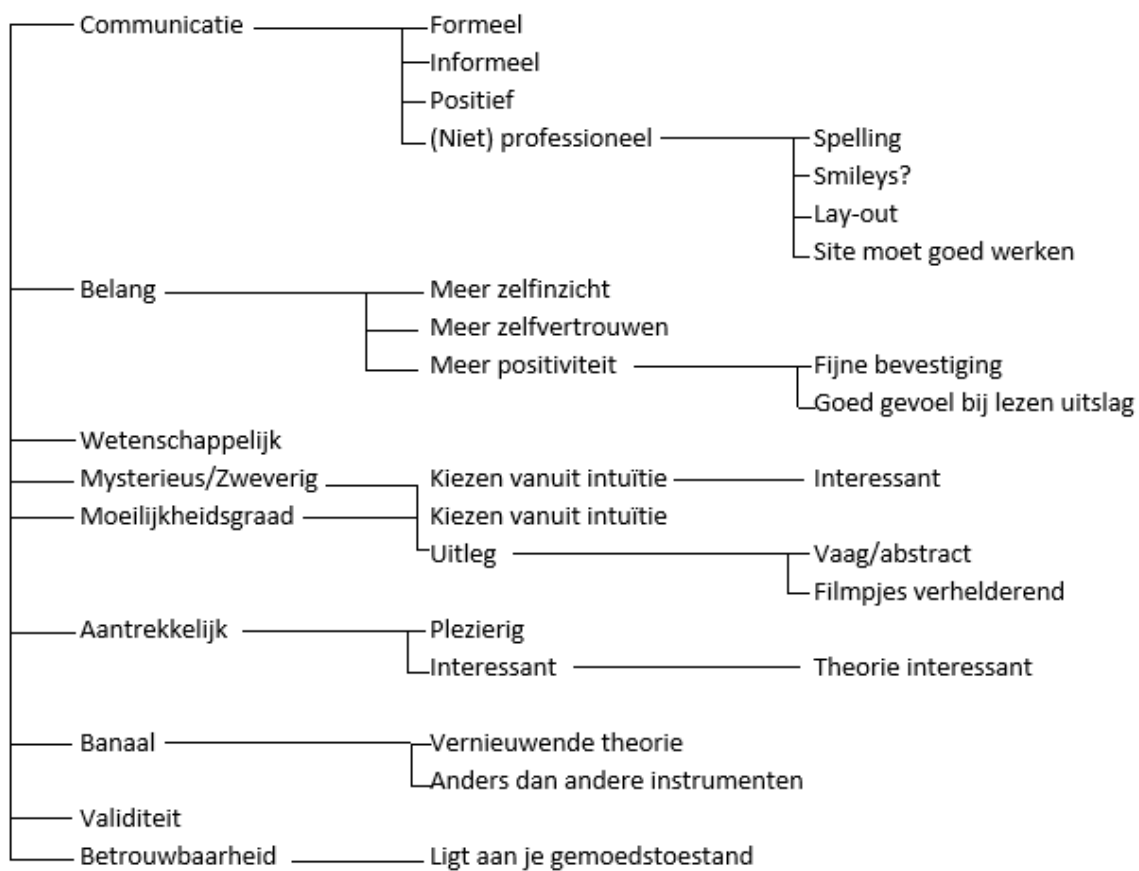 Communicatie Formeel
Informeel
Positief
(Niet) professioneel Spelling
Smileys?
Lay-out
Site moet goed werken
Belang Meer zelfinzicht
Meer zelfvertrouwen
Meer positiviteit Fijne bevestiging
Goed gevoel bij lezen uitslag
Wetenschappelijk
Mysterieus/Zweverig Kiezen vanuit intuïtie Interessant
Moeilijkheidsgraad Kiezen vanuit intuïtie
Uitleg Vaag/abstract
Filmpjes verhelderend
Aantrekkelijk Plezierig
Interessant Theorie interessant
Banaal Vernieuwende theorie
Anders dan andere instrumenten
Validiteit
Betrouwbaarheid Ligt aan je gemoedstoestand